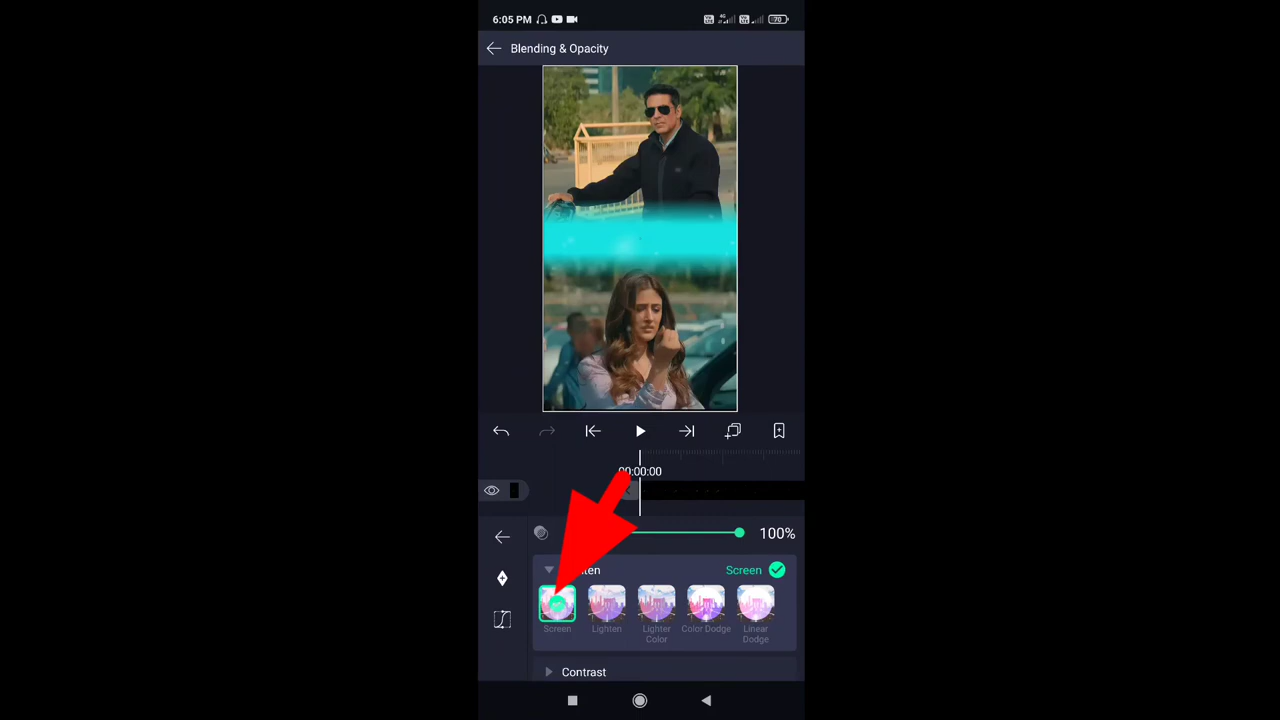 6:05 PM
70
Blending & Opacity
00:00:00
100%
Screen
Screen
Lighten
Lighter
Color
Color Dodge
Linear
Dodge
Contrast